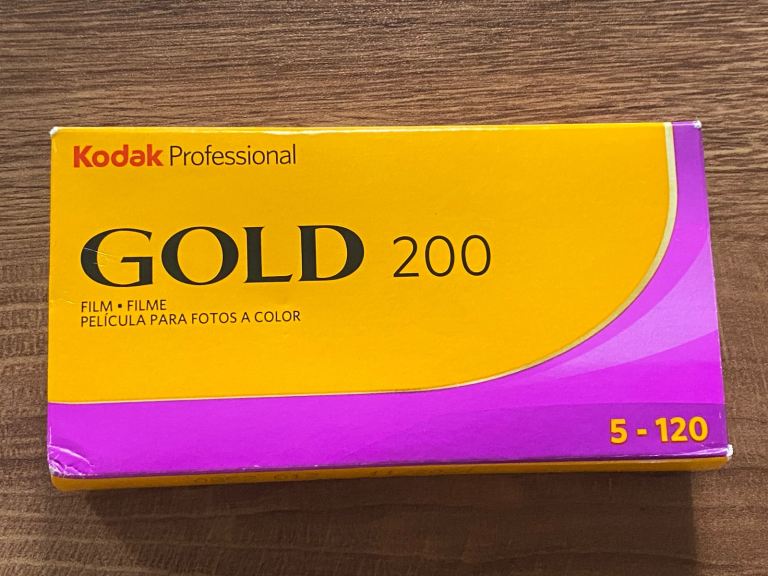 Kodak Professional
GOLD 200
FILM • FILME
PELÍCULA PARA FOTOS A COLOR
5 - 120